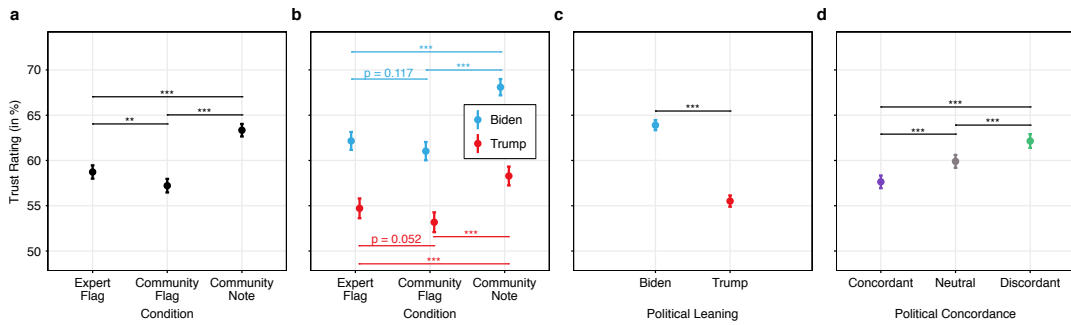 a
Trust Rating (in %)
70
65
60
55
50
***
**
***
Expert Flag
Community Flag
Community Note
Condition
b
***
***
p = 0.117
Biden
Trump
***
p = 0.052
***
Expert Flag
Community Flag
Community Note
Condition
c
***
Biden
Trump
Political Leaning
d
***
***
***
Concordant
Neutral
Discordant
Political Concordance